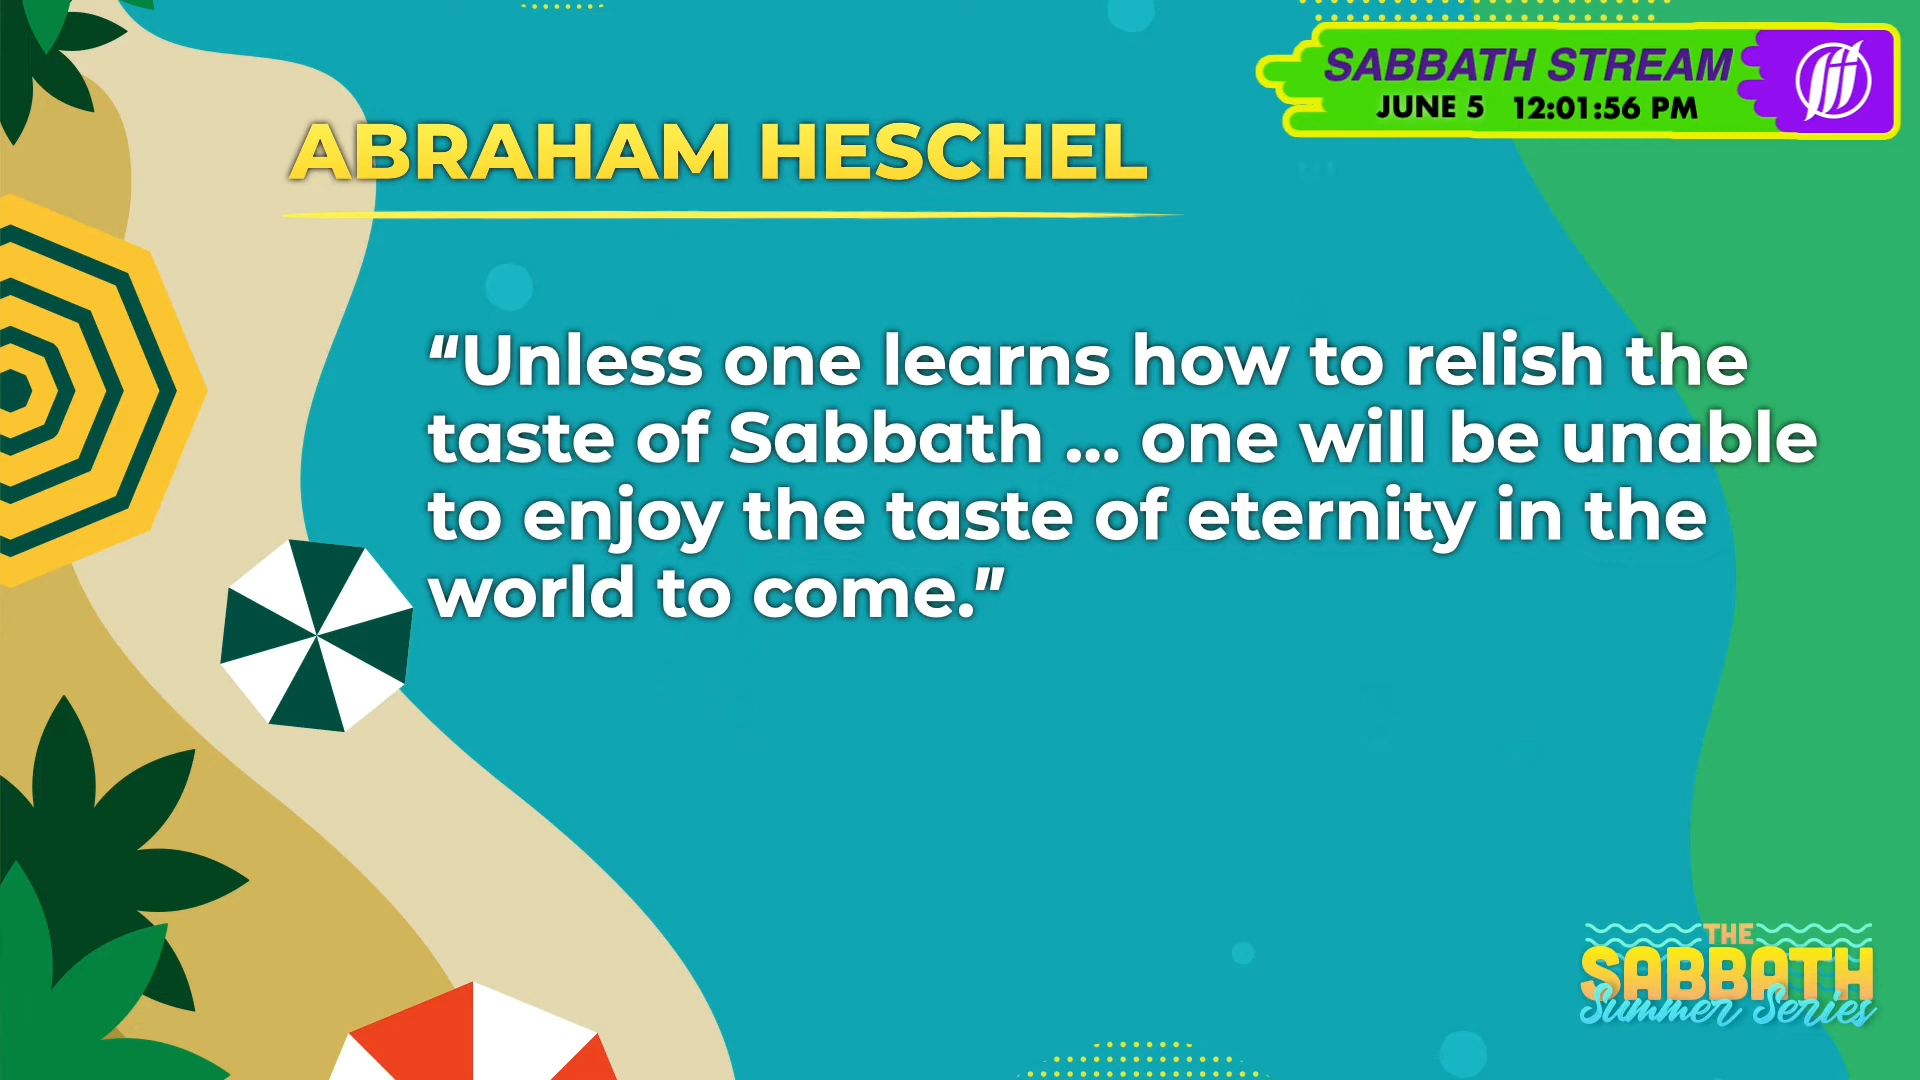 SABBATH STREAM
JUNE 5 12:01:56 PM
ABRAHAM HESCHEL
“Unless one learns how to relish the
taste of Sabbath ... one will be unable
to enjoy the taste of eternity in the
world to come.”
THE
SABBATH
Summer Series